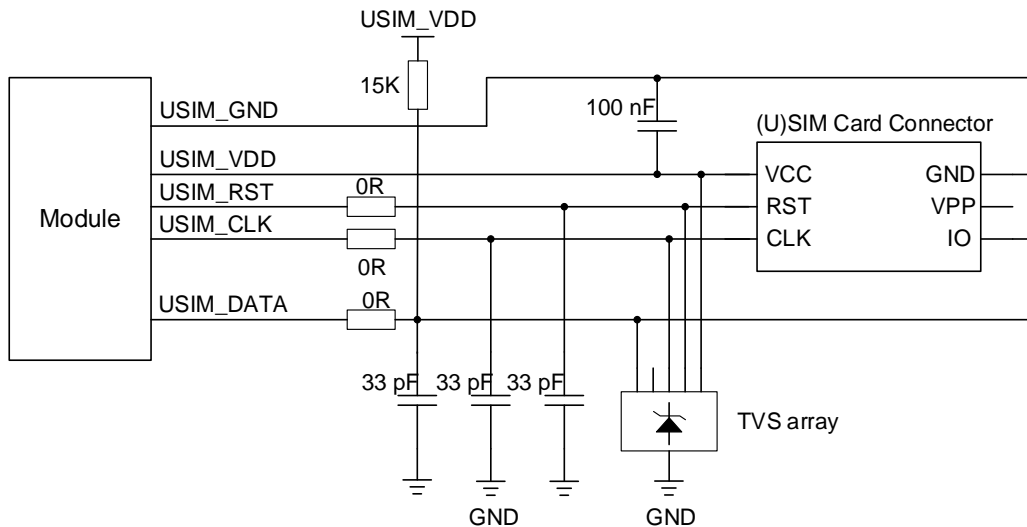 USIM_VDD
15K
100 nF
USIM_GND
(U)SIM Card Connector
USIM_VDD
VCC
GND
USIM_RST
0R
RST
VPP
Module
USIM_CLK
CLK
IO
0R
USIM_DATA
0R
33 pF
33 pF
33 pF
TVS array
GND
GND